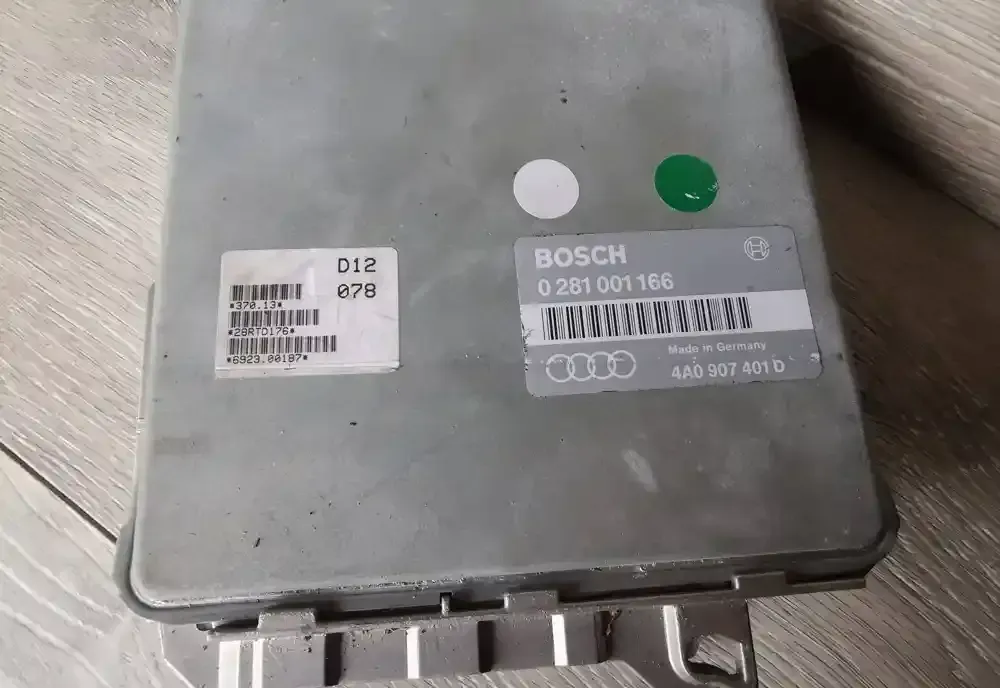 D12
078
*370.13*
*28RTD176*
*6923.00187*
BOSCH
0 281 001 166
Made in Germany
4A0 907 401 D